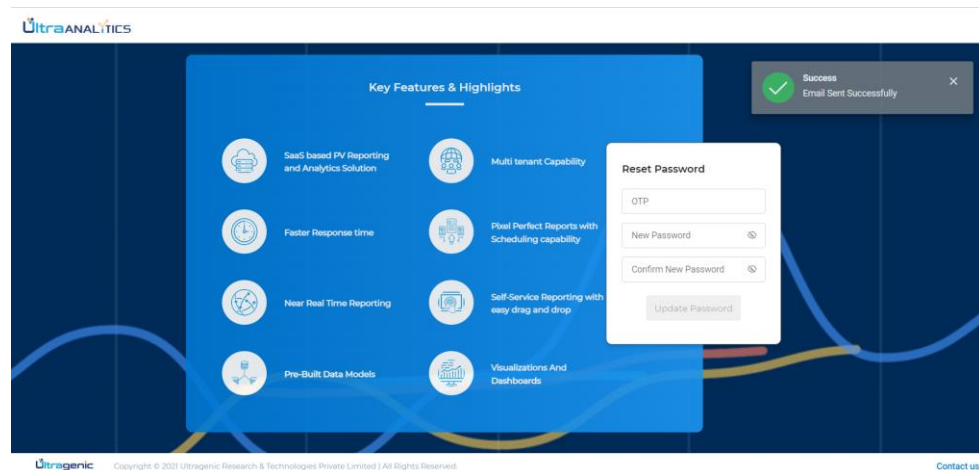 UltraANALYTICS
Key Features & Highlights
Success
Email Sent Successfully
SaaS based PV Reporting
and Analytics Solution
Multi tenant Capability
Faster Response time
Pixel Perfect Reports with
Scheduling capability
Near Real Time Reporting
Self-Service Reporting with
easy drag and drop
Pre-Built Data Models
Visualizations And
Dashboards
Reset Password
OTP
New Password
Confirm New Password
Update Password
Ultragenic
Copyright © 2021 Ultragenic Research & Technologies Private Limited | All Rights Reserved.
Contact us